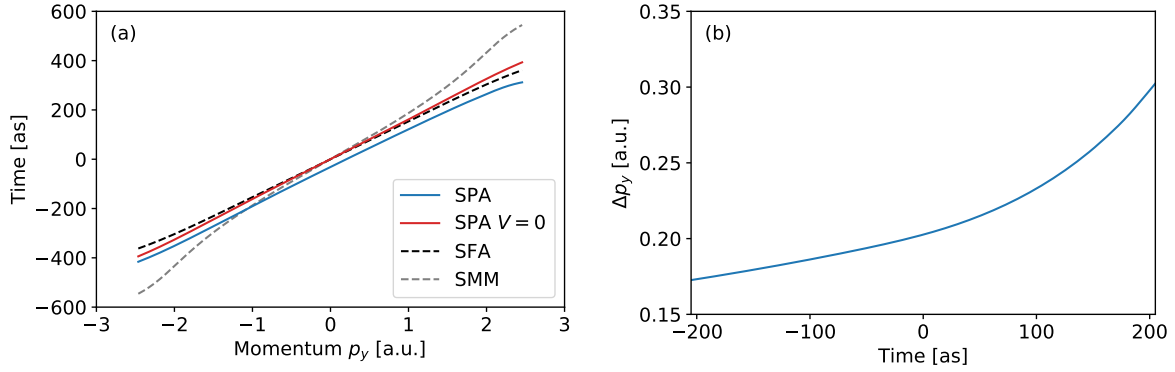 (a)
600
400
200
0
−200
−400
−600
Time [as]
−3 −2 −1 0 1 2 3
Momentum p_y [a.u.]
SPA
SPA V = 0
SFA
SMM
(b)
0.35
0.30
0.25
0.20
0.15
Δp_y [a.u.]
−200 −100 0 100 200
Time [as]